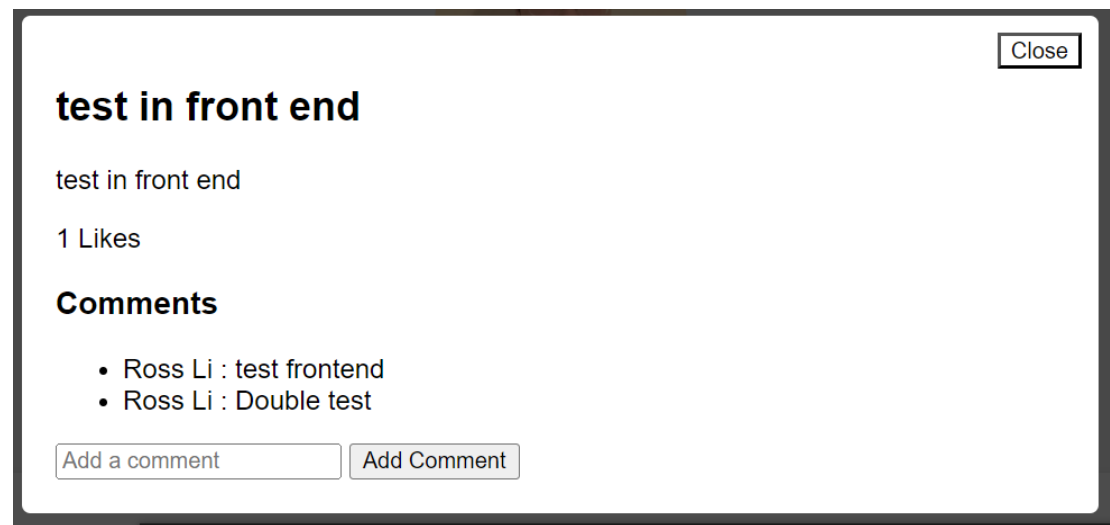 Close
test in front end
test in front end
1 Likes
Comments
Ross Li : test frontend
Ross Li : Double test
Add a comment Add Comment